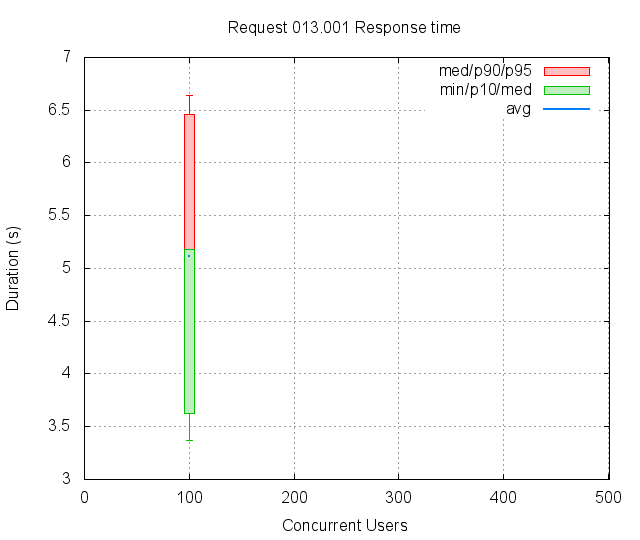 Request 013.001 Response time
7
6.5
6
5.5
5
4.5
4
3.5
3
Duration (s)
med/p90/p95
min/p10/med
avg
0 100 200 300 400 500
Concurrent Users